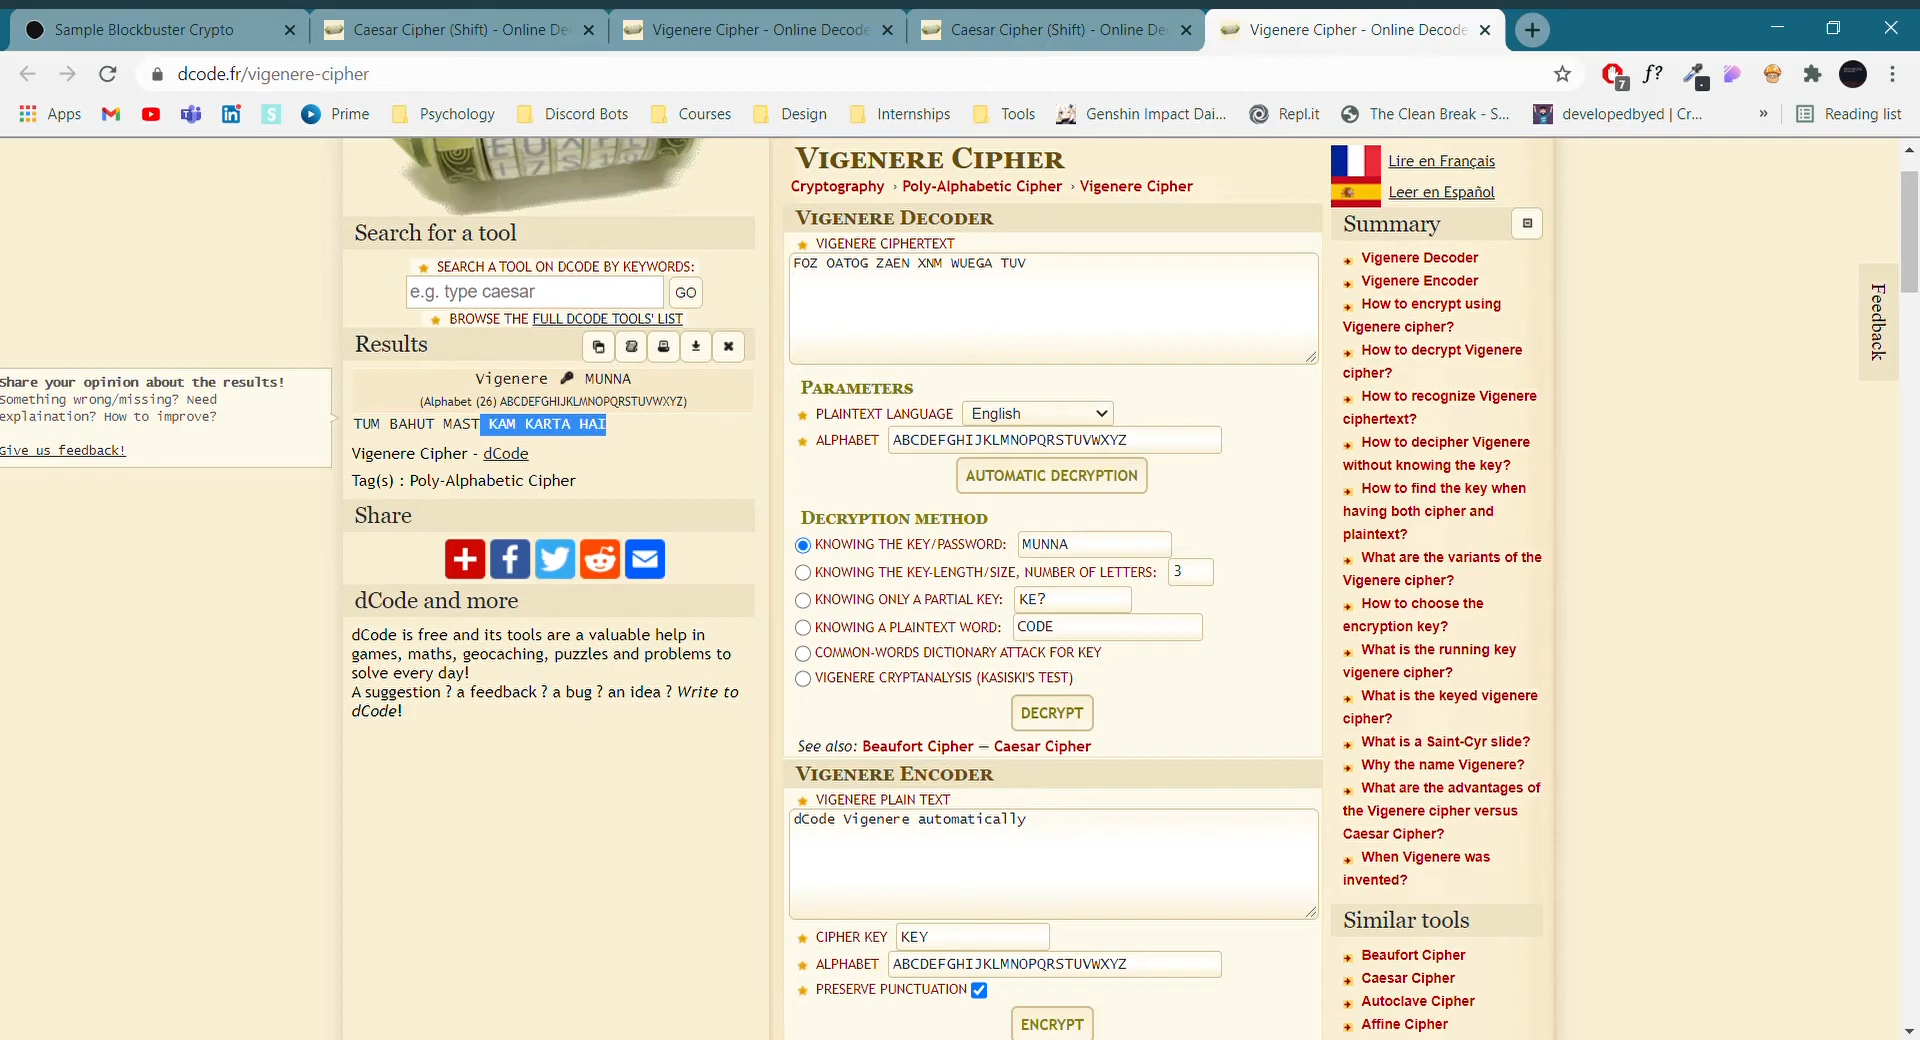 Sample Blockbuster Crypto
Caesar Cipher (Shift) - Online De
Vigenere Cipher - Online Decode
Caesar Cipher (Shift) - Online De
Vigenere Cipher - Online Decode
dcode.fr/vigenere-cipher
7
f?
Apps
Prime
Psychology
Discord Bots
Courses
Design
Internships
Tools
Genshin Impact Dai...
Repl.it
The Clean Break - S...
developedbyed | Cr...
»
Reading list
Search for a tool
SEARCH A TOOL ON DCODE BY KEYWORDS:
e.g. type caesar
GO
BROWSE THE FULL DCODE TOOLS' LIST
Results
Vigenere MUNNA
(Alphabet (26) ABCDEFGHIJKLMNOPQRSTUVWXYZ)
TUM BAHUT MAST KAM KARTA HAI
Vigenere Cipher - dCode
Tag(s) : Poly-Alphabetic Cipher
Share
dCode and more
dCode is free and its tools are a valuable help in
games, maths, geocaching, puzzles and problems to
solve every day!
A suggestion ? a feedback ? a bug ? an idea ? Write to
dCode!
Share your opinion about the results!
Something wrong/missing? Need
explaination? How to improve?
Give us feedback!
VIGENERE CIPHER
Cryptography › Poly-Alphabetic Cipher › Vigenere Cipher
VIGENERE DECODER
VIGENERE CIPHERTEXT
FOZ OATOG ZAEN XNM WUEGA TUV
PARAMETERS
PLAINTEXT LANGUAGE English
ALPHABET ABCDEFGHIJKLMNOPQRSTUVWXYZ
AUTOMATIC DECRYPTION
DECRYPTION METHOD
KNOWING THE KEY/PASSWORD: MUNNA
KNOWING THE KEY-LENGTH/SIZE, NUMBER OF LETTERS: 3
KNOWING ONLY A PARTIAL KEY: KE?
KNOWING A PLAINTEXT WORD: CODE
COMMON-WORDS DICTIONARY ATTACK FOR KEY
VIGENERE CRYPTANALYSIS (KASISKI'S TEST)
DECRYPT
See also: Beaufort Cipher — Caesar Cipher
VIGENERE ENCODER
VIGENERE PLAIN TEXT
dCode Vigenere automatically
CIPHER KEY KEY
ALPHABET ABCDEFGHIJKLMNOPQRSTUVWXYZ
PRESERVE PUNCTUATION
ENCRYPT
Lire en Français
Leer en Español
Summary
Vigenere Decoder
Vigenere Encoder
How to encrypt using
Vigenere cipher?
How to decrypt Vigenere
cipher?
How to recognize Vigenere
ciphertext?
How to decipher Vigenere
without knowing the key?
How to find the key when
having both cipher and
plaintext?
What are the variants of the
Vigenere cipher?
How to choose the
encryption key?
What is the running key
vigenere cipher?
What is the keyed vigenere
cipher?
What is a Saint-Cyr slide?
Why the name Vigenere?
What are the advantages of
the Vigenere cipher versus
Caesar Cipher?
When Vigenere was
invented?
Similar tools
Beaufort Cipher
Caesar Cipher
Autoclave Cipher
Affine Cipher
Feedback